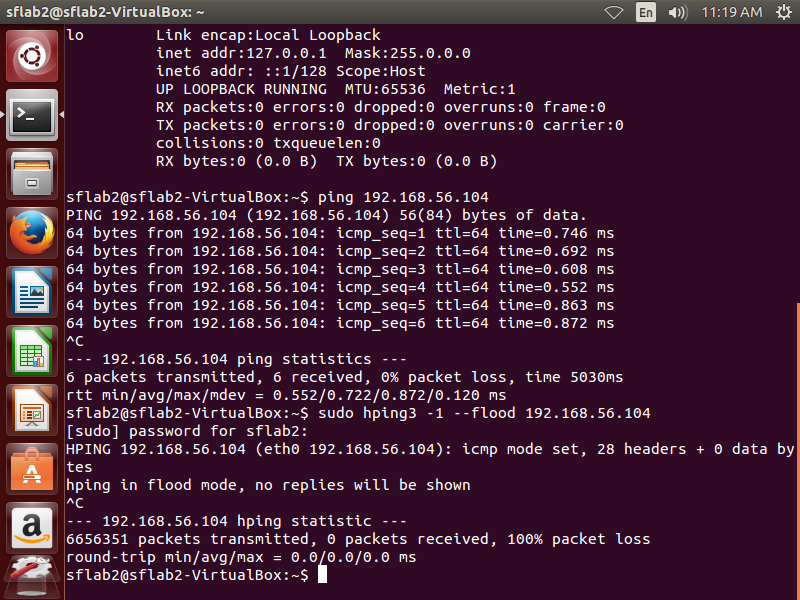 sflab2@sflab2-VirtualBox: ~
En
11:19 AM
lo        Link encap:Local Loopback
          inet addr:127.0.0.1  Mask:255.0.0.0
          inet6 addr: ::1/128 Scope:Host
          UP LOOPBACK RUNNING  MTU:65536  Metric:1
          RX packets:0 errors:0 dropped:0 overruns:0 frame:0
          TX packets:0 errors:0 dropped:0 overruns:0 carrier:0
          collisions:0 txqueuelen:0
          RX bytes:0 (0.0 B)  TX bytes:0 (0.0 B)
sflab2@sflab2-VirtualBox:~$ ping 192.168.56.104
PING 192.168.56.104 (192.168.56.104) 56(84) bytes of data.
64 bytes from 192.168.56.104: icmp_seq=1 ttl=64 time=0.746 ms
64 bytes from 192.168.56.104: icmp_seq=2 ttl=64 time=0.692 ms
64 bytes from 192.168.56.104: icmp_seq=3 ttl=64 time=0.608 ms
64 bytes from 192.168.56.104: icmp_seq=4 ttl=64 time=0.552 ms
64 bytes from 192.168.56.104: icmp_seq=5 ttl=64 time=0.863 ms
64 bytes from 192.168.56.104: icmp_seq=6 ttl=64 time=0.872 ms
^C
--- 192.168.56.104 ping statistics ---
6 packets transmitted, 6 received, 0% packet loss, time 5030ms
rtt min/avg/max/mdev = 0.552/0.722/0.872/0.120 ms
sflab2@sflab2-VirtualBox:~$ sudo hping3 -1 --flood 192.168.56.104
[sudo] password for sflab2:
HPING 192.168.56.104 (eth0 192.168.56.104): icmp mode set, 28 headers + 0 data by
tes
hping in flood mode, no replies will be shown
^C
--- 192.168.56.104 hping statistic ---
6656351 packets transmitted, 0 packets received, 100% packet loss
round-trip min/avg/max = 0.0/0.0/0.0 ms
sflab2@sflab2-VirtualBox:~$